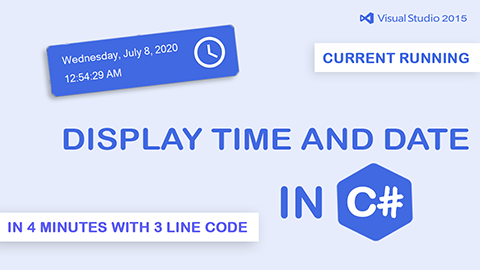 Visual Studio 2015
Wednesday, July 8, 2020
12:54:29 AM
CURRENT RUNNING
DISPLAY TIME AND DATE
IN C#
IN 4 MINUTES WITH 3 LINE CODE